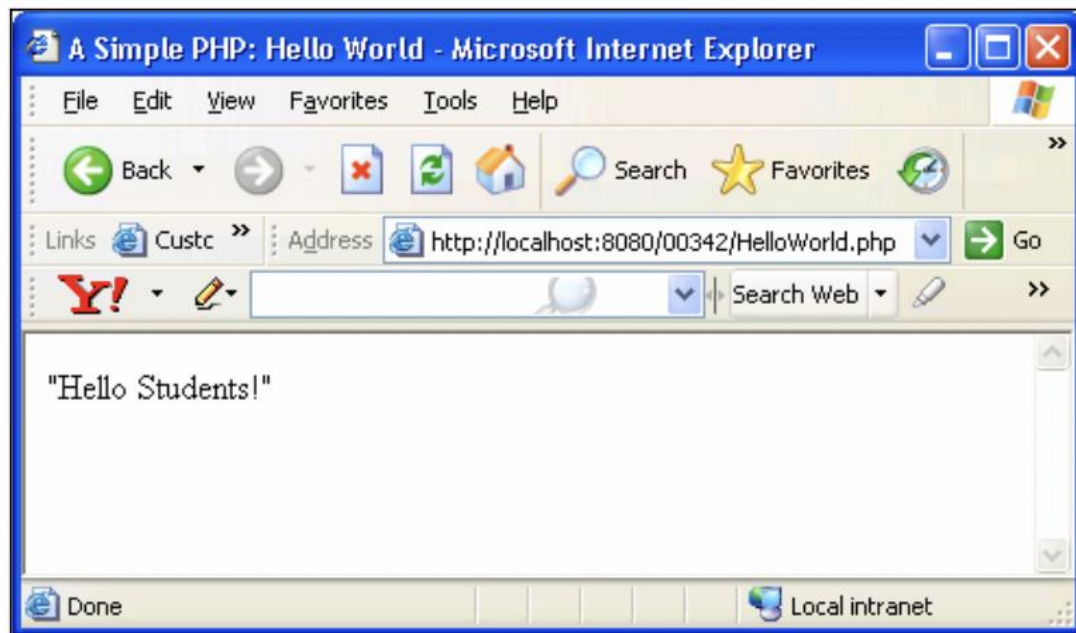 A Simple PHP: Hello World - Microsoft Internet Explorer
File Edit View Favorites Tools Help
Back Search Favorites »
Links Custc » Address http://localhost:8080/00342/HelloWorld.php Go
Y! Search Web »
"Hello Students!"
Done Local intranet